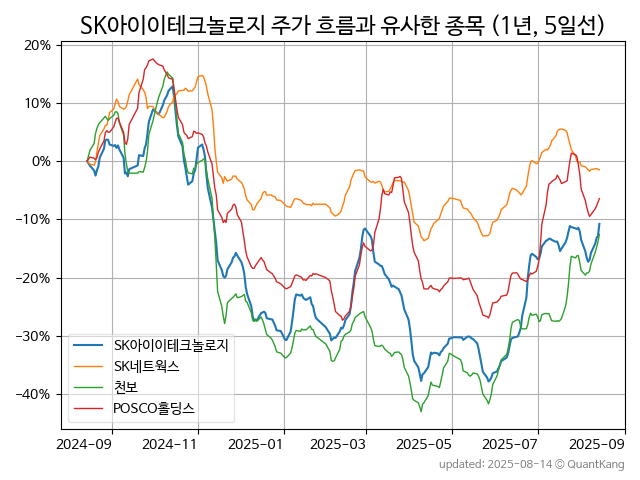 SK아이이테크놀로지 주가 흐름과 유사한 종목 (1년, 5일선)
20%
10%
0%
−10%
−20%
−30%
−40%
SK아이이테크놀로지
SK네트웍스
천보
POSCO홀딩스
2024-09 2024-11 2025-01 2025-03 2025-05 2025-07 2025-09
updated: 2025-08-14 © QuantKang